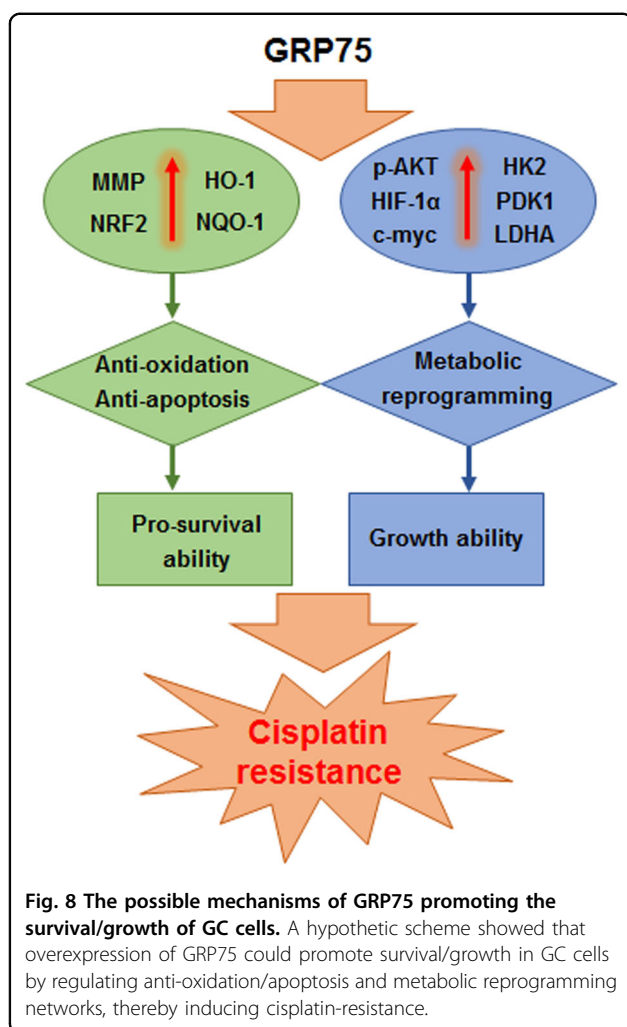 GRP75
MMP
HO-1
NRF2
NQO-1
p-AKT
HK2
HIF-1α
PDK1
c-myc
LDHA
Anti-oxidation
Anti-apoptosis
Metabolic
reprogramming
Pro-survival
ability
Growth ability
Cisplatin
resistance
Fig. 8 The possible mechanisms of GRP75 promoting the
survival/growth of GC cells. A hypothetic scheme showed that
overexpression of GRP75 could promote survival/growth in GC cells
by regulating anti-oxidation/apoptosis and metabolic reprogramming
networks, thereby inducing cisplatin-resistance.